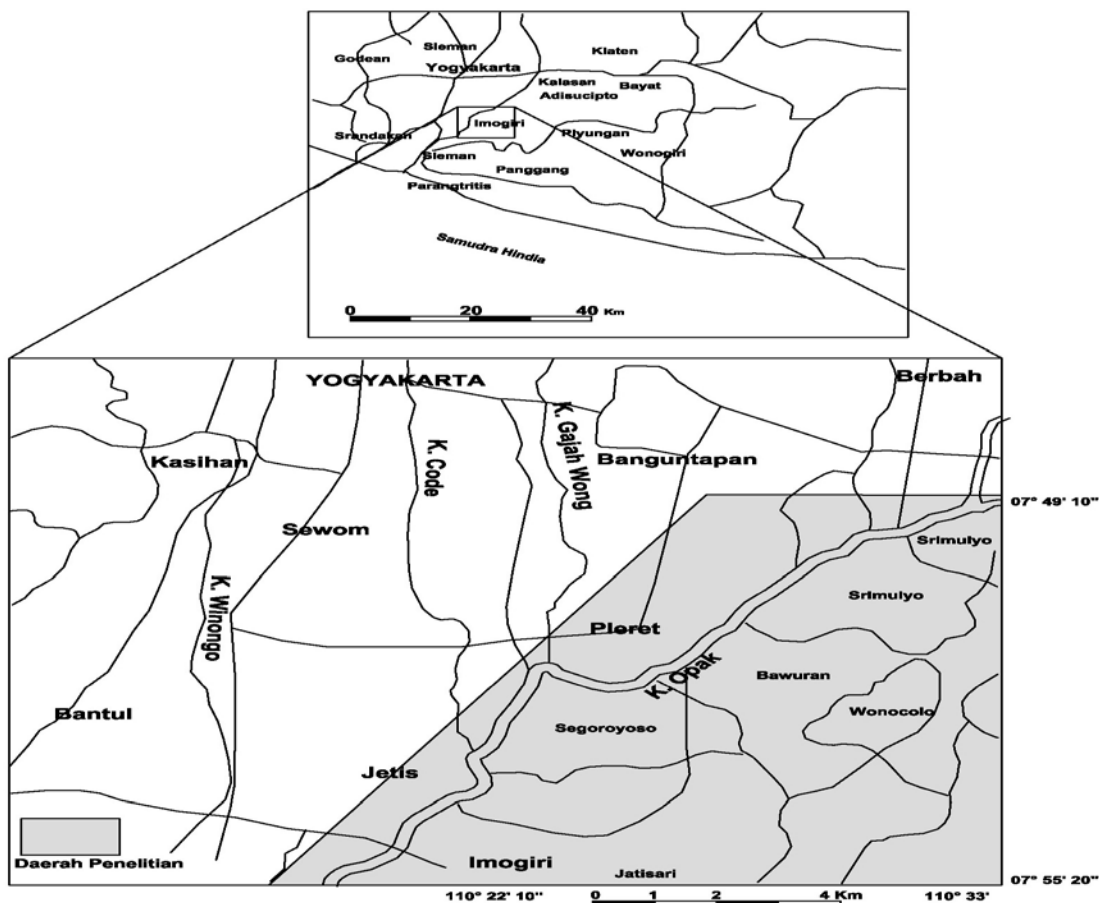 Sleman
Klaten
Godean
Yogyakarta
Kalasan
Bayat
Adisucipto
Imogiri
Srandakan
Piyungan
Sleman
Wonogiri
Panggang
Parangtritis
Samudra Hindia
0 20 40 Km
YOGYAKARTA
Berbah
K. Gajah Wong
K. Code
Kasihan
Banguntapan
07° 49' 10"
Sewom
Srimulyo
Srimulyo
K. Winongo
Pleret
K. Opak
Bawuran
Bantul
Wonocolo
Segoroyoso
Jetis
Daerah Penelitian
Imogiri
Jatisari
07° 55' 20"
110° 22' 10" 0 1 2 4 Km 110° 33'